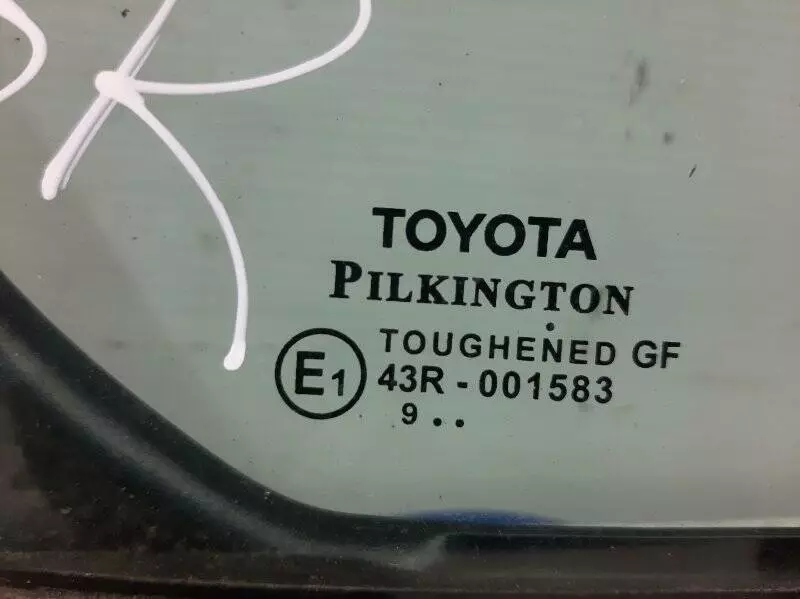 R
TOYOTA
PILKINGTON
TOUGHENED GF
E1 43R - 001583
9 . .